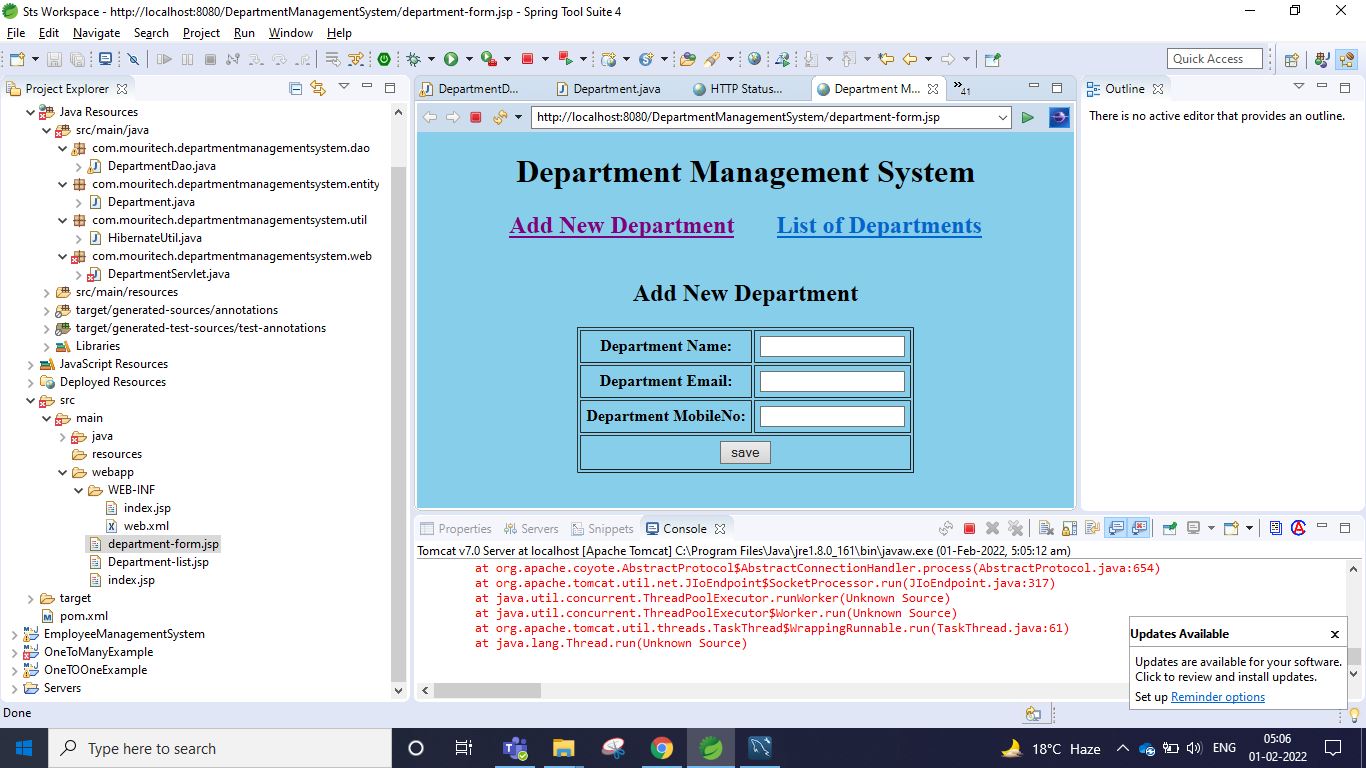 Sts Workspace - http://localhost:8080/DepartmentManagementSystem/department-form.jsp - Spring Tool Suite 4
File Edit Navigate Search Project Run Window Help
Quick Access
Project Explorer
Java Resources
src/main/java
com.mouritech.departmentmanagementsystem.dao
DepartmentDao.java
com.mouritech.departmentmanagementsystem.entity
Department.java
com.mouritech.departmentmanagementsystem.util
HibernateUtil.java
com.mouritech.departmentmanagementsystem.web
DepartmentServlet.java
src/main/resources
target/generated-sources/annotations
target/generated-test-sources/test-annotations
Libraries
JavaScript Resources
Deployed Resources
src
main
java
resources
webapp
WEB-INF
index.jsp
web.xml
department-form.jsp
Department-list.jsp
index.jsp
target
pom.xml
EmployeeManagementSystem
OneToManyExample
OneTOOneExample
Servers
DepartmentD... Department.java HTTP Status... Department M... »41
http://localhost:8080/DepartmentManagementSystem/department-form.jsp
Department Management System
Add New Department List of Departments
Add New Department
Department Name:
Department Email:
Department MobileNo:
save
Outline
There is no active editor that provides an outline.
Properties Servers Snippets Console
Tomcat v7.0 Server at localhost [Apache Tomcat] C:\Program Files\Java\jre1.8.0_161\bin\javaw.exe (01-Feb-2022, 5:05:12 am)
at org.apache.coyote.AbstractProtocol$AbstractConnectionHandler.process(AbstractProtocol.java:654)
at org.apache.tomcat.util.net.JIoEndpoint$SocketProcessor.run(JIoEndpoint.java:317)
at java.util.concurrent.ThreadPoolExecutor.runWorker(Unknown Source)
at java.util.concurrent.ThreadPoolExecutor$Worker.run(Unknown Source)
at org.apache.tomcat.util.threads.TaskThread$WrappingRunnable.run(TaskThread.java:61)
at java.lang.Thread.run(Unknown Source)
Updates Available
Updates are available for your software.
Click to review and install updates.
Set up Reminder options
Done
Type here to search
18°C Haze
ENG
05:06
01-02-2022